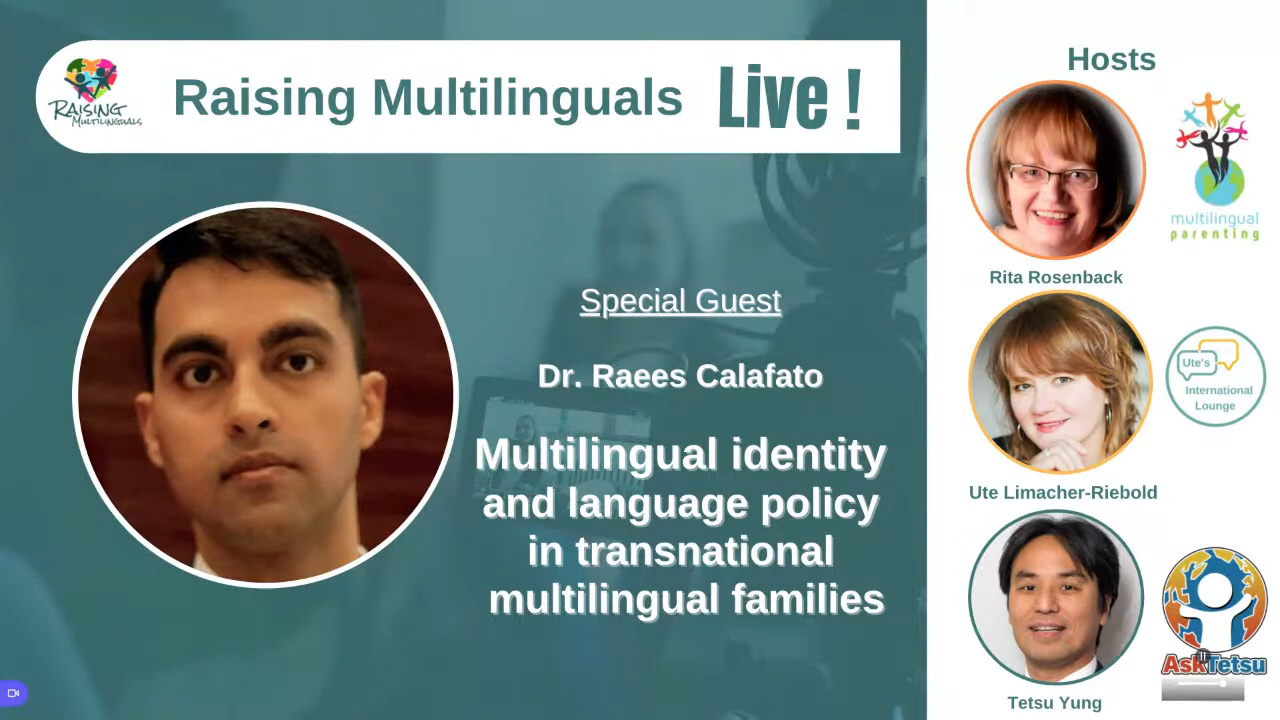 RAISING
MULTILINGUALS
Raising Multilinguals Live !
Special Guest
Dr. Raees Calafato
Multilingual identity
and language policy
in transnational
multilingual families
Hosts
multilingual
parenting
Rita Rosenback
Ute's
International
Lounge
Ute Limacher-Riebold
AskTetsu
Tetsu Yung